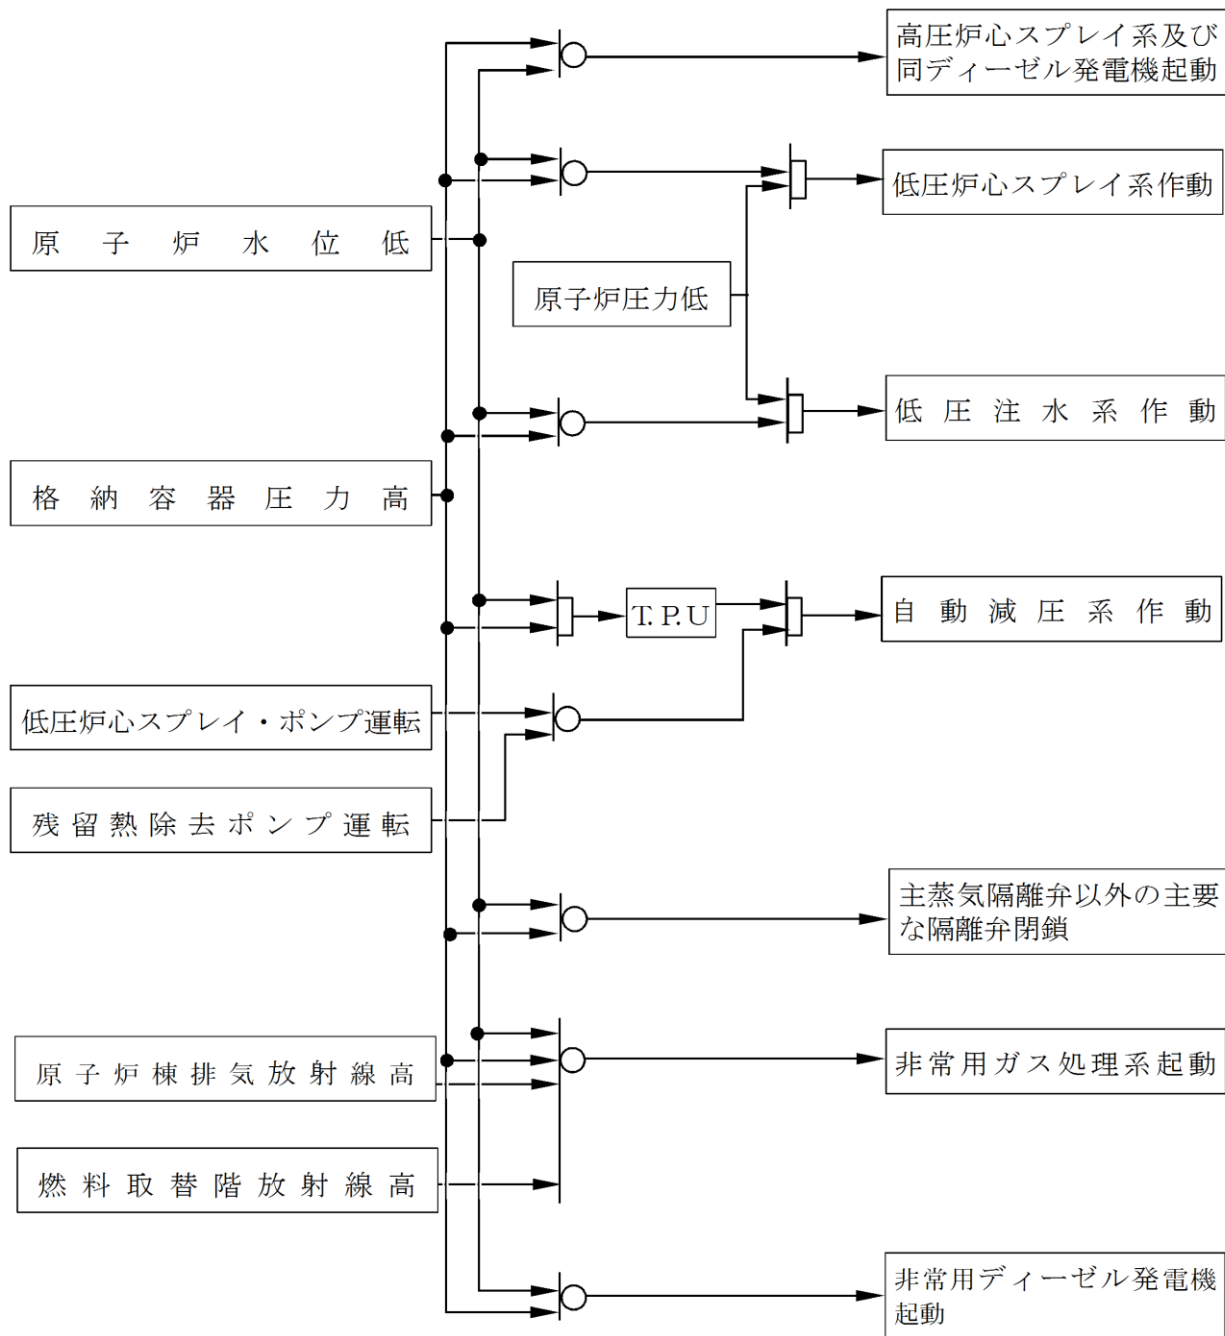 高圧炉心スプレイ系及び
同ディーゼル発電機起動
低圧炉心スプレイ系作動
原子炉水位低
原子炉圧力低
低圧注水系作動
格納容器圧力高
T.P.U
自動減圧系作動
低圧炉心スプレイ・ポンプ運転
残留熱除去ポンプ運転
主蒸気隔離弁以外の主要
な隔離弁閉鎖
原子炉棟排気放射線高
非常用ガス処理系起動
燃料取替階放射線高
非常用ディーゼル発電機
起動